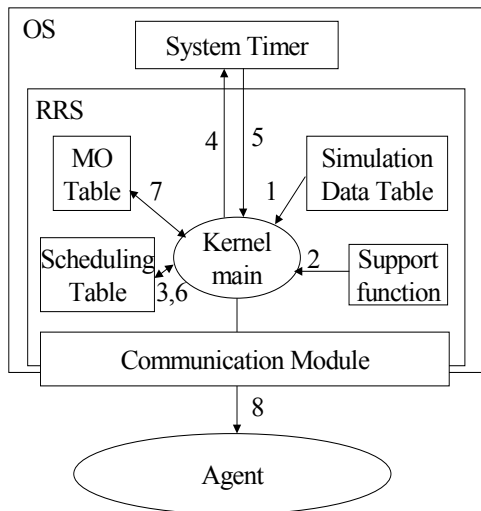 OS
System Timer
RRS
4
5
MO
Table
7
1
Simulation
Data Table
Kernel
main
2
Scheduling
Table
3,6
Support
function
Communication Module
8
Agent